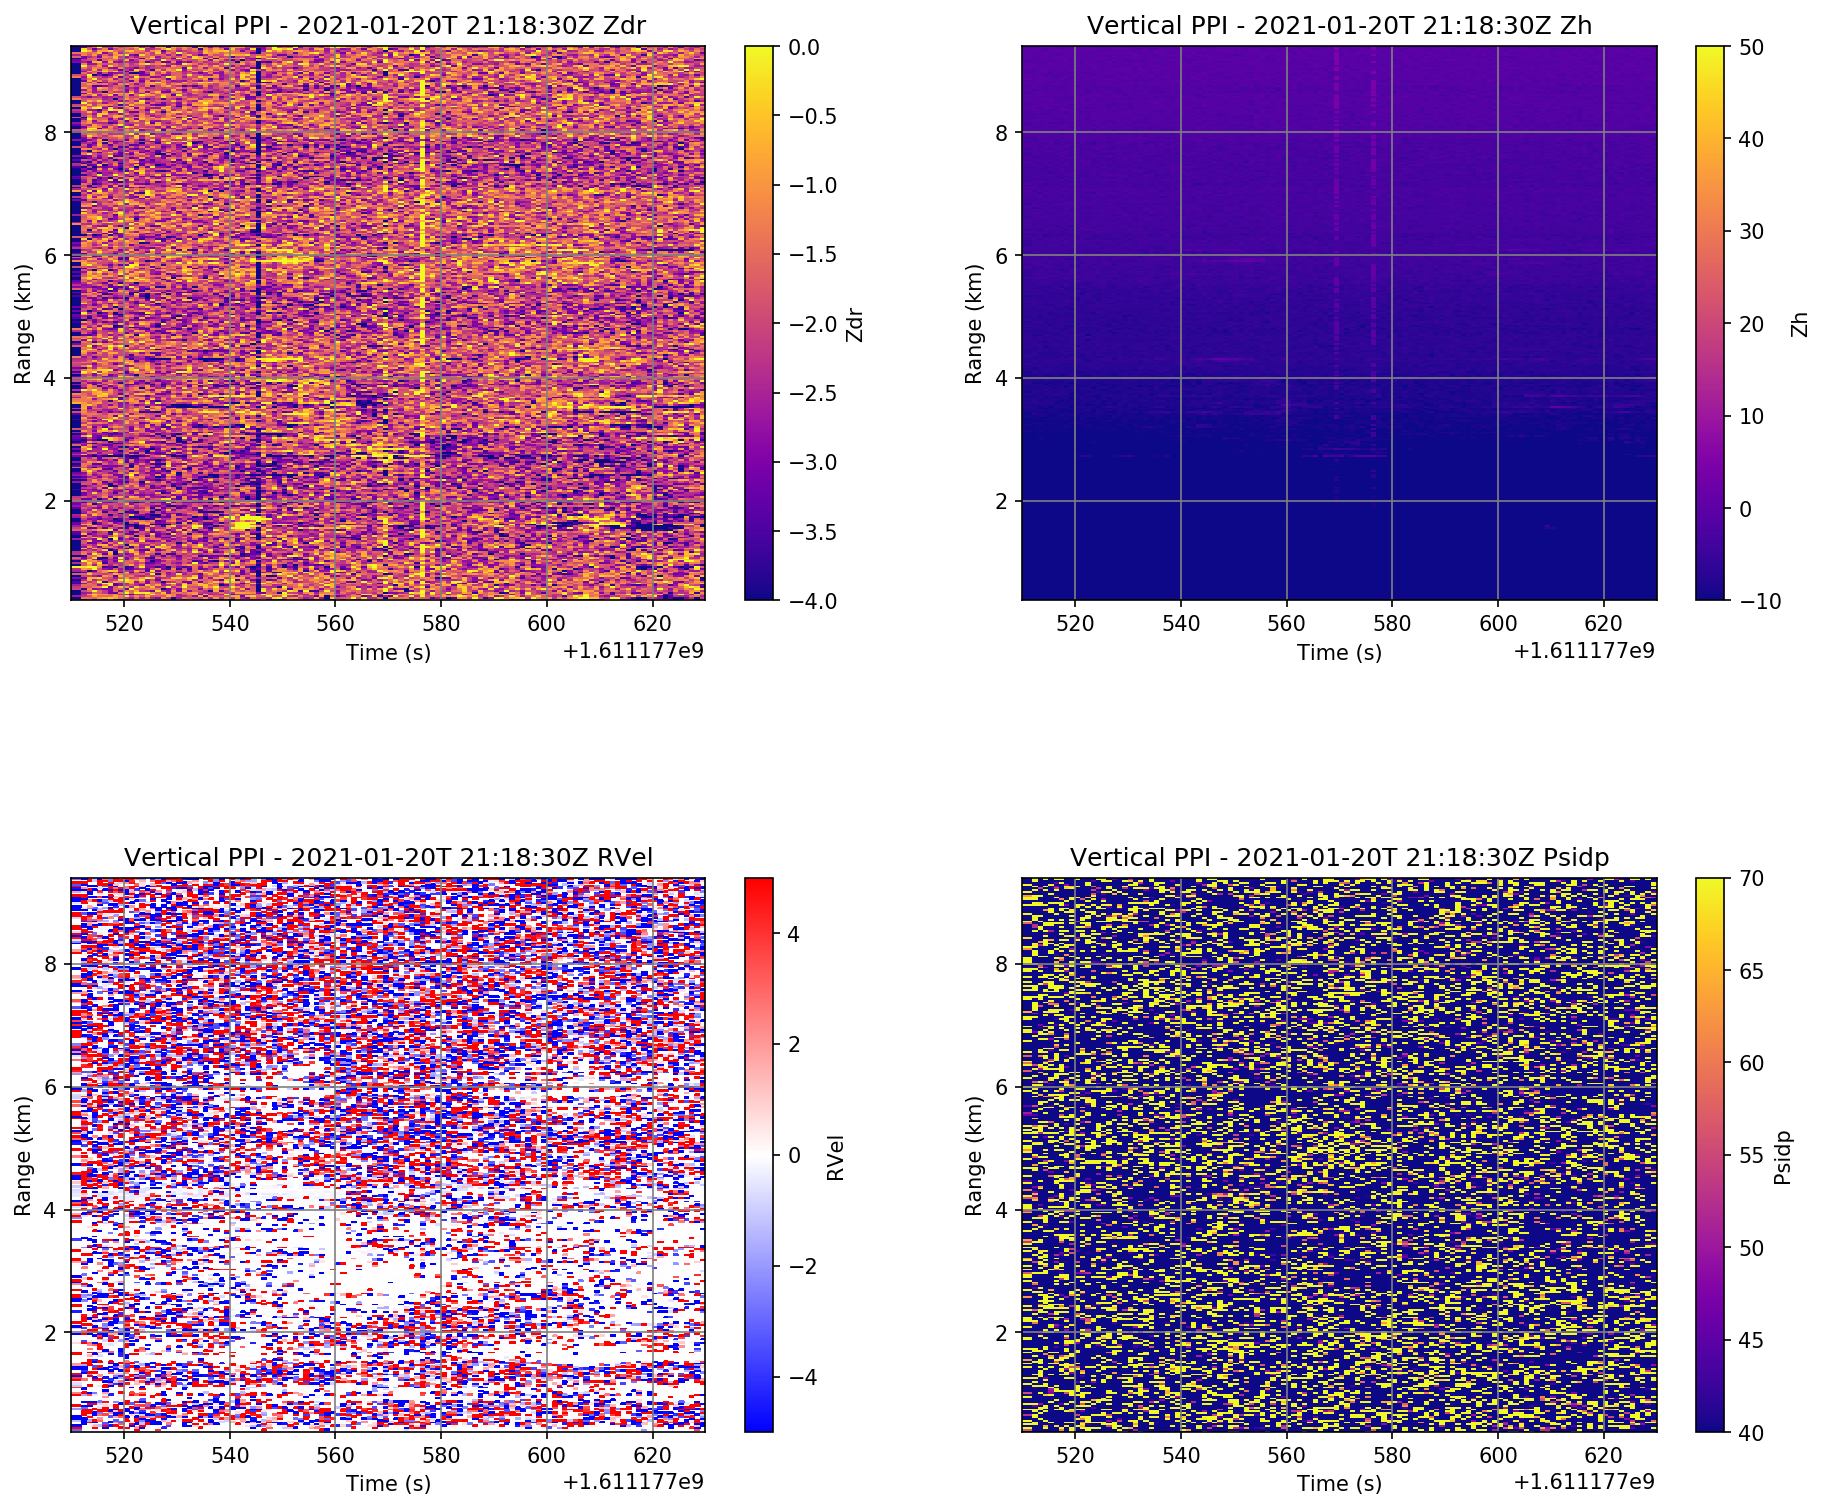 Vertical PPI - 2021-01-20T 21:18:30Z Zdr
0.0
−0.5
−1.0
−1.5
−2.0
−2.5
−3.0
−3.5
−4.0
Zdr
8
6
4
2
Range (km)
520 540 560 580 600 620
Time (s)
+1.611177e9
Vertical PPI - 2021-01-20T 21:18:30Z Zh
50
40
30
20
10
0
−10
Zh
8
6
4
2
Range (km)
520 540 560 580 600 620
Time (s)
+1.611177e9
Vertical PPI - 2021-01-20T 21:18:30Z RVel
4
2
0
−2
−4
RVel
8
6
4
2
Range (km)
520 540 560 580 600 620
Time (s)
+1.611177e9
Vertical PPI - 2021-01-20T 21:18:30Z Psidp
70
65
60
55
50
45
40
Psidp
8
6
4
2
Range (km)
520 540 560 580 600 620
Time (s)
+1.611177e9